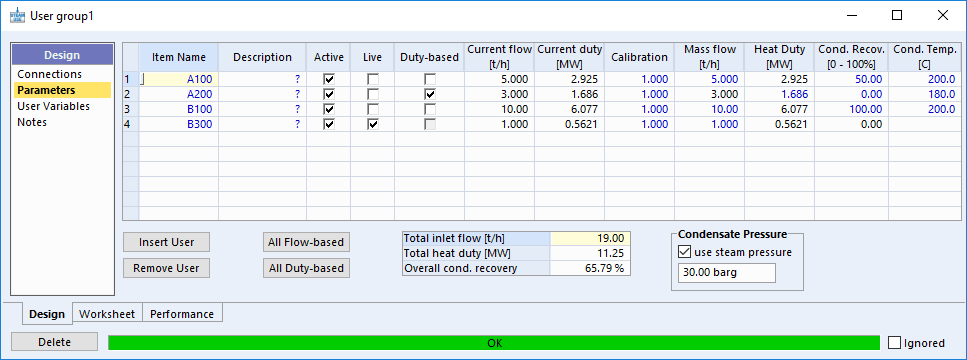 User group1
Design
Connections
Parameters
User Variables
Notes
Item Name Description Active Live Duty-based Current flow [t/h] Current duty [MW] Calibration Mass flow [t/h] Heat Duty [MW] Cond. Recov. [0 - 100%] Cond. Temp. [C]
1 A100 ? 5.000 2.925 1.000 5.000 2.925 50.00 200.0
2 A200 ? 3.000 1.686 1.000 3.000 1.686 0.00 180.0
3 B100 ? 10.00 6.077 1.000 10.00 6.077 100.00 200.0
4 B300 ? 1.000 0.5621 1.000 1.000 0.5621 0.00
Insert User All Flow-based
Remove User All Duty-based
Total inlet flow [t/h] 19.00
Total heat duty [MW] 11.25
Overall cond. recovery 65.79 %
Condensate Pressure
use steam pressure
30.00 barg
Design Worksheet Performance
Delete OK Ignored